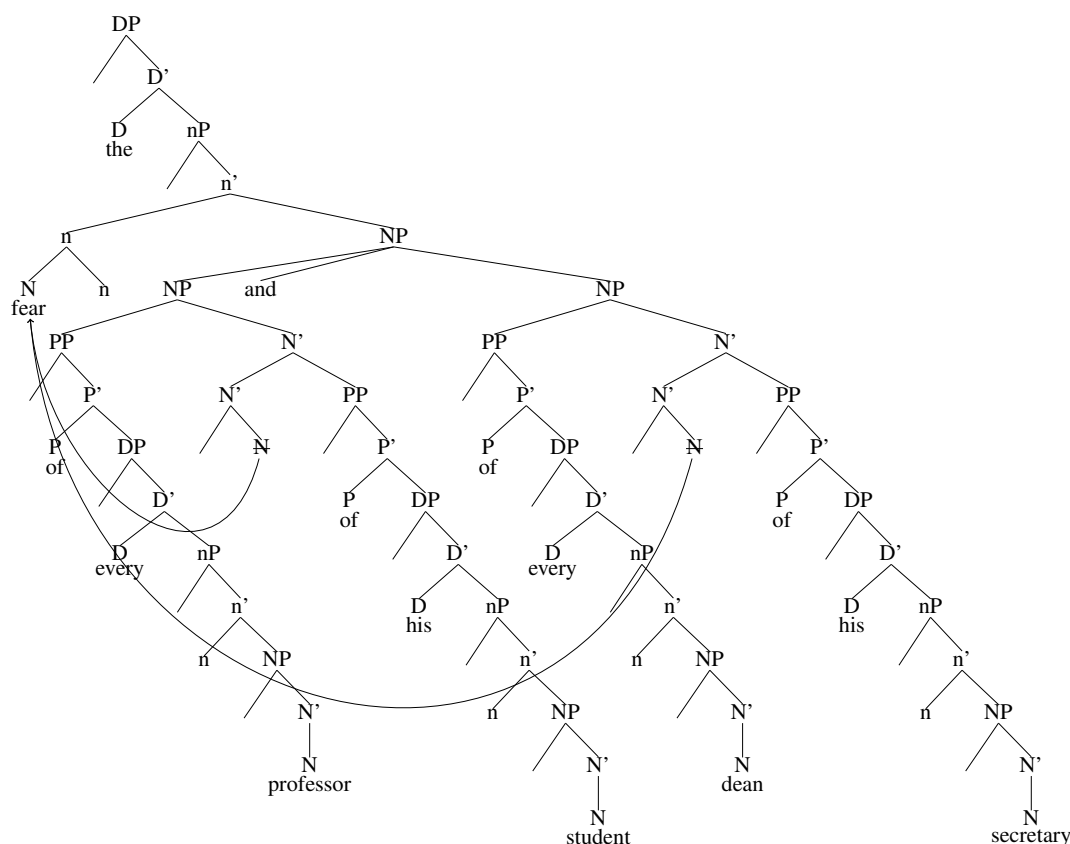 DP
D'
D nP
the
n'
n NP
N n NP and NP
fear
PP N' PP N'
P' N' PP P' N' PP
P DP N P' P DP N P'
of of
D' P DP D' P DP
of of
D nP D' D nP D'
every every
n' D nP n' D nP
his his
n NP n' n NP n'
N' n NP N' n NP
N N' N N'
professor dean
N N
student secretary